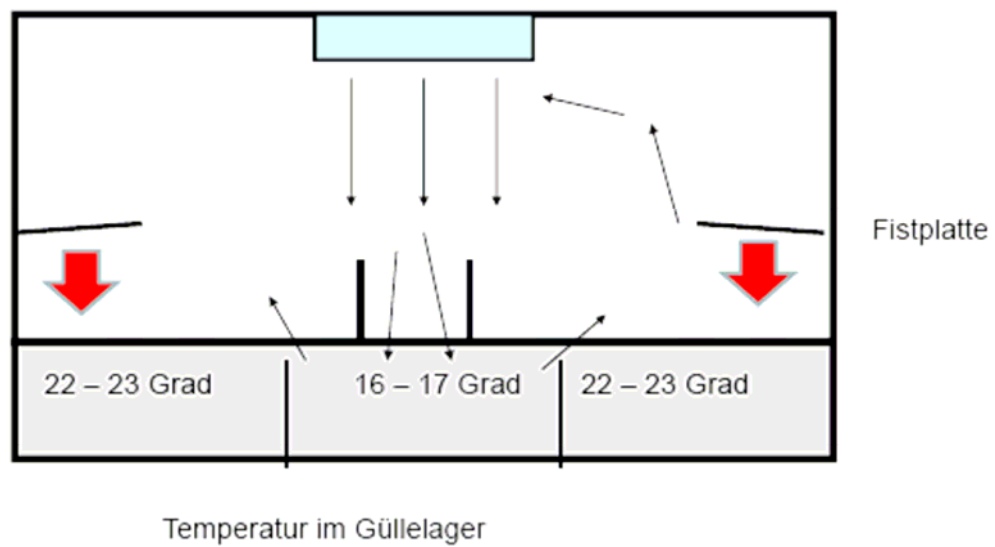 Fistplatte
22 – 23 Grad
16 – 17 Grad
22 – 23 Grad
Temperatur im Güllelager